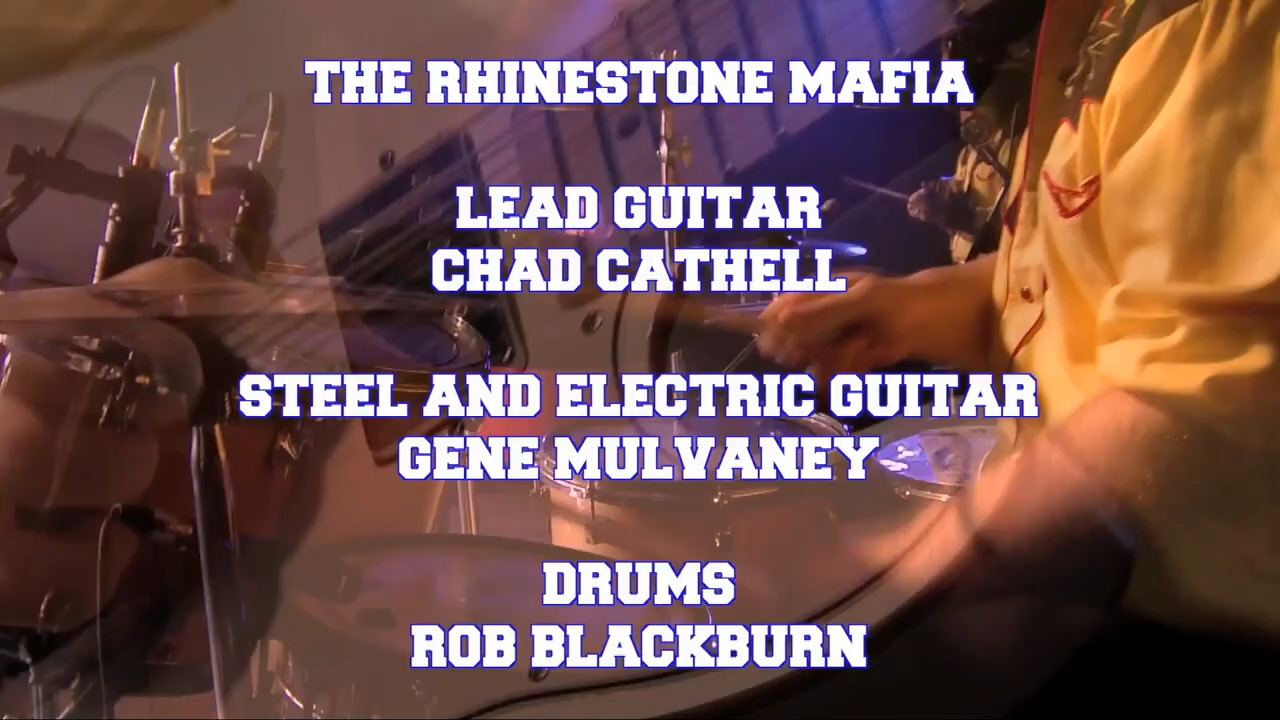 THE RHINESTONE MAFIA
LEAD GUITAR
CHAD CATHELL
STEEL AND ELECTRIC GUITAR
GENE MULVANEY
DRUMS
ROB BLACKBURN